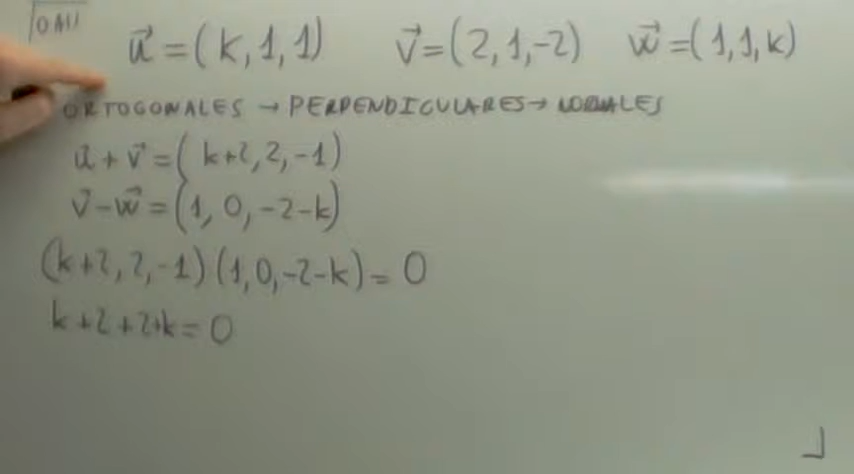 u⃗ = (k, 1, 1) v⃗ = (2, 1, -2) w⃗ = (1, 1, k)
ORTOGONALES → PERPENDICULARES → NORMALES
u⃗ + v⃗ = (k+2, 2, -1)
v⃗ - w⃗ = (1, 0, -2-k)
(k+2, 2, -1)(1, 0, -2-k) = 0
k+2+2+k = 0